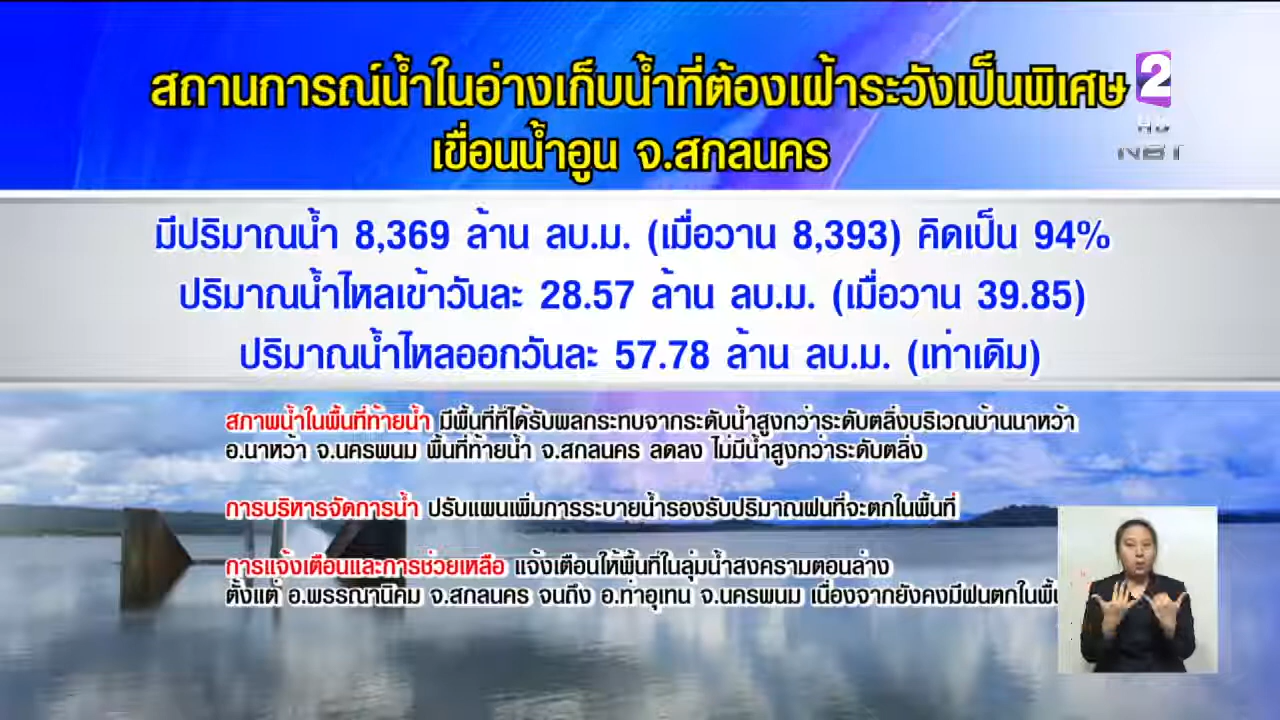 สถานการณ์น้ำในอ่างเก็บน้ำที่ต้องเฝ้าระวังเป็นพิเศษ
เขื่อนน้ำอูน จ.สกลนคร
2
HD
NBT
มีปริมาณน้ำ 8,369 ล้าน ลบ.ม. (เมื่อวาน 8,393) คิดเป็น 94%
ปริมาณน้ำไหลเข้าวันละ 28.57 ล้าน ลบ.ม. (เมื่อวาน 39.85)
ปริมาณน้ำไหลออกวันละ 57.78 ล้าน ลบ.ม. (เท่าเดิม)
สภาพน้ำในพื้นที่ท้ายน้ำ มีพื้นที่ที่ได้รับผลกระทบจากระดับน้ำสูงกว่าระดับตลิ่งบริเวณบ้านนาหว้า
อ.นาหว้า จ.นครพนม พื้นที่ท้ายน้ำ จ.สกลนคร ลดลง ไม่มีน้ำสูงกว่าระดับตลิ่ง
การบริหารจัดการน้ำ ปรับแผนเพิ่มการระบายน้ำรองรับปริมาณฝนที่จะตกในพื้นที่
การแจ้งเตือนและการช่วยเหลือ แจ้งเตือนให้พื้นที่ในลุ่มน้ำสงครามตอนล่าง
ตั้งแต่ อ.พรรณานิคม จ.สกลนคร จนถึง อ.ท่าอุเทน จ.นครพนม เนื่องจากยังคงมีฝนตกใน